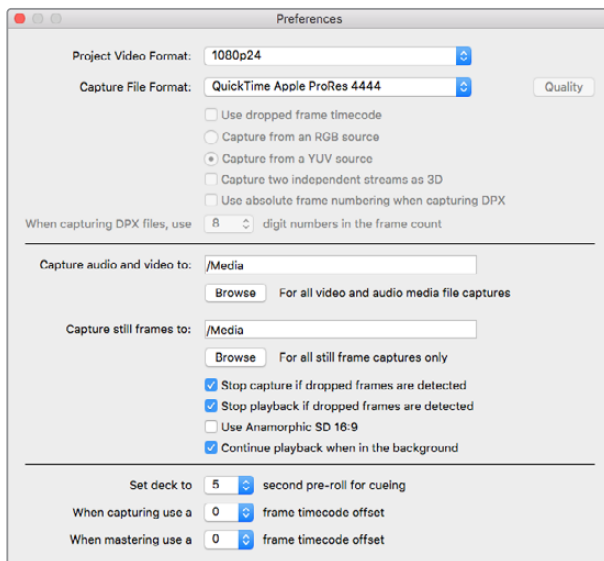 Preferences
Project Video Format: 1080p24
Capture File Format: QuickTime Apple ProRes 4444 Quality
Use dropped frame timecode
Capture from an RGB source
Capture from a YUV source
Capture two independent streams as 3D
Use absolute frame numbering when capturing DPX
When capturing DPX files, use 8 digit numbers in the frame count
Capture audio and video to: /Media
Browse For all video and audio media file captures
Capture still frames to: /Media
Browse For all still frame captures only
Stop capture if dropped frames are detected
Stop playback if dropped frames are detected
Use Anamorphic SD 16:9
Continue playback when in the background
Set deck to 5 second pre-roll for cueing
When capturing use a 0 frame timecode offset
When mastering use a 0 frame timecode offset